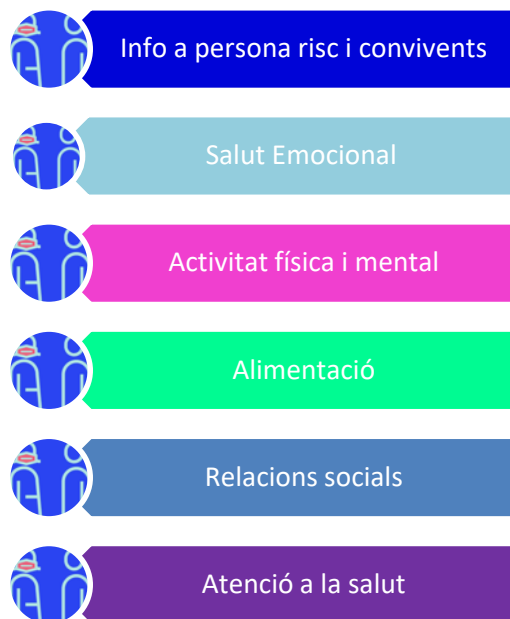 Info a persona risc i convivents
Salut Emocional
Activitat física i mental
Alimentació
Relacions socials
Atenció a la salut